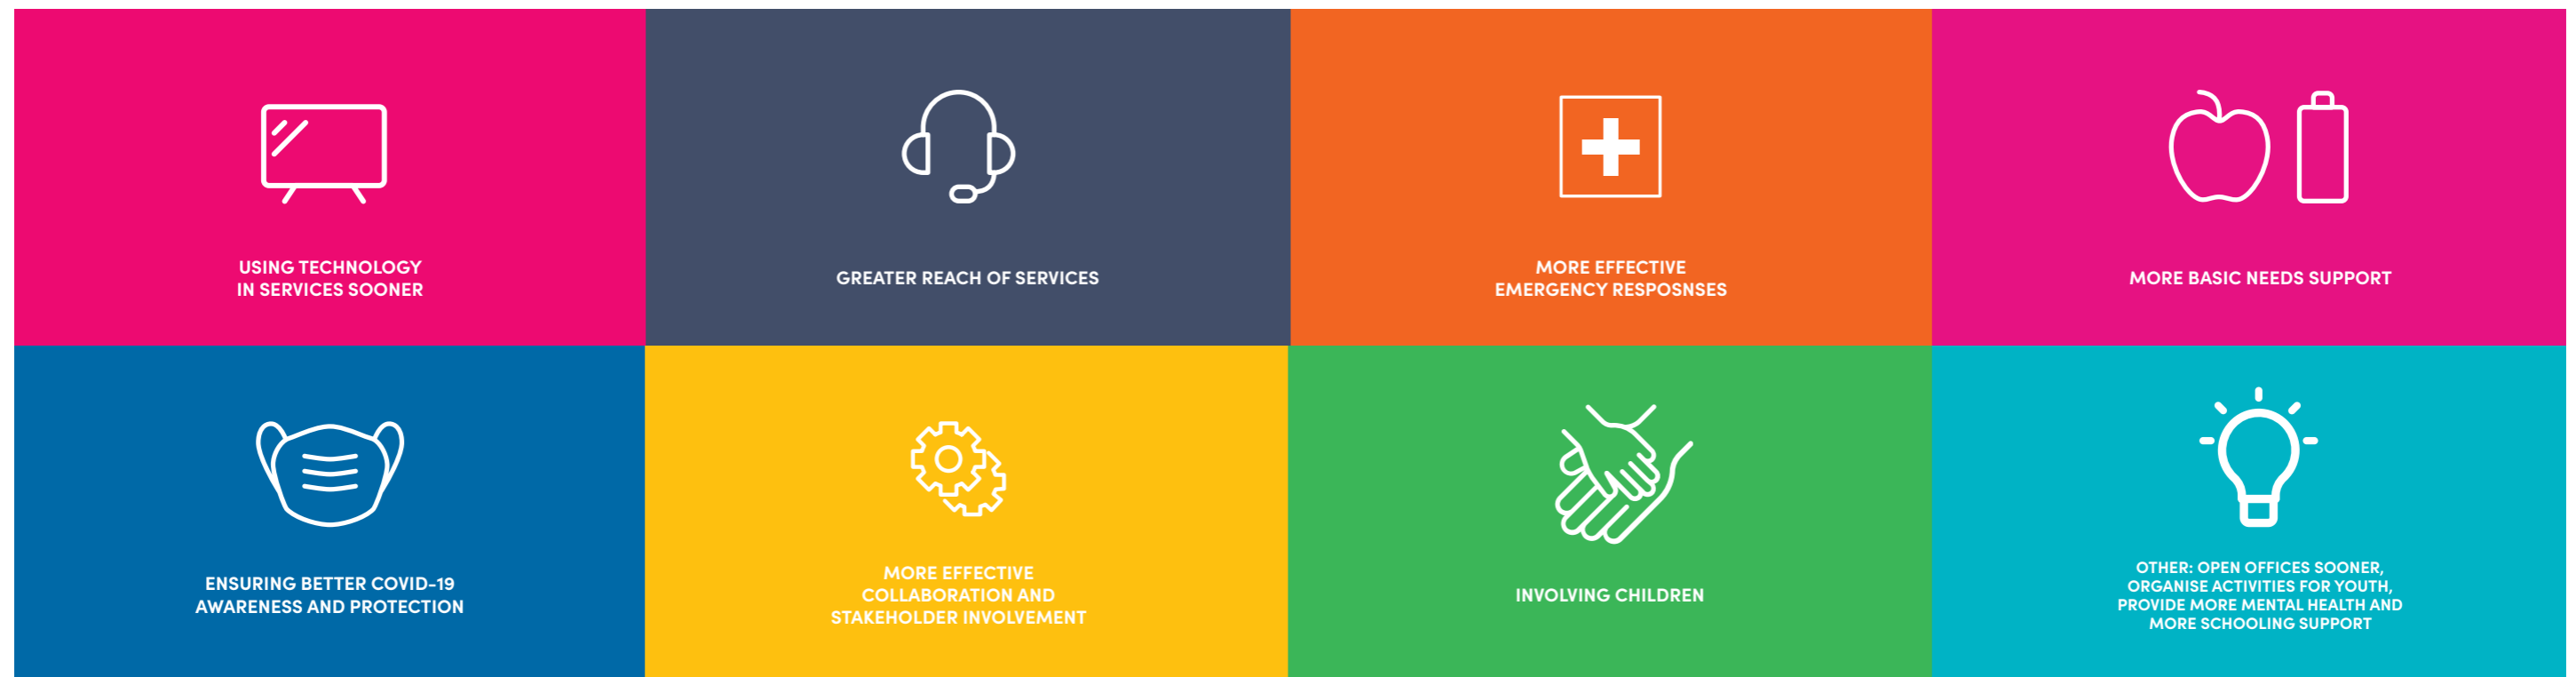 USING TECHNOLOGY
IN SERVICES SOONER
GREATER REACH OF SERVICES
MORE EFFECTIVE
EMERGENCY RESPOSNSES
MORE BASIC NEEDS SUPPORT
ENSURING BETTER COVID-19
AWARENESS AND PROTECTION
MORE EFFECTIVE
COLLABORATION AND
STAKEHOLDER INVOLVEMENT
INVOLVING CHILDREN
OTHER: OPEN OFFICES SOONER,
ORGANISE ACTIVITIES FOR YOUTH,
PROVIDE MORE MENTAL HEALTH AND
MORE SCHOOLING SUPPORT